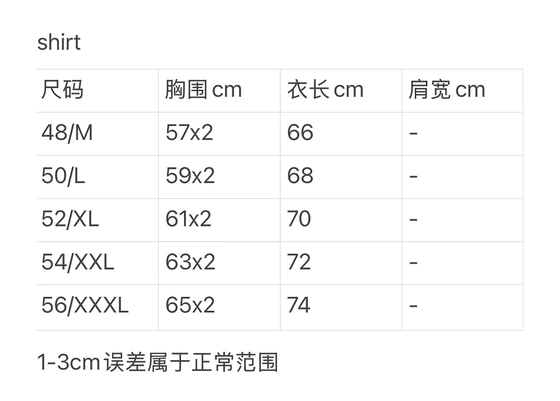 shirt
尺码 胸围cm 衣长cm 肩宽cm
48/M 57x2 66 -
50/L 59x2 68 -
52/XL 61x2 70 -
54/XXL 63x2 72 -
56/XXXL 65x2 74 -
1-3cm误差属于正常范围